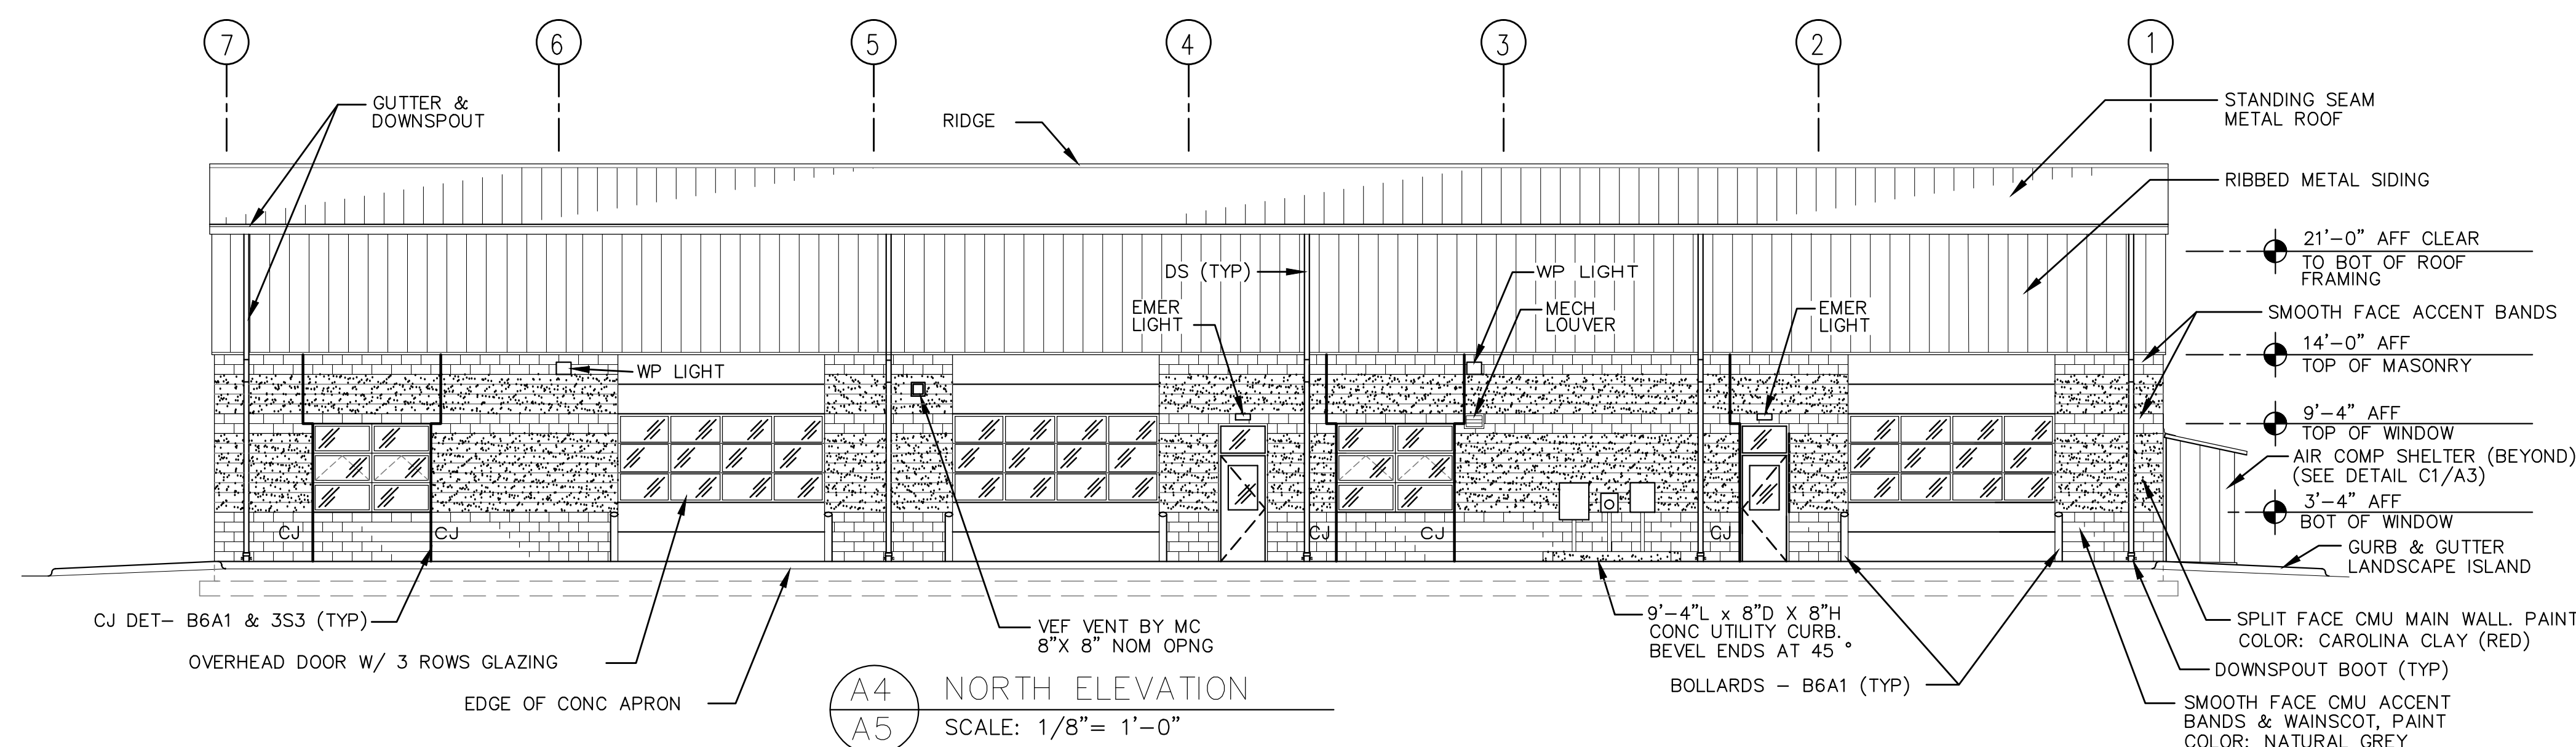 7
6
5
4
3
2
1
GUTTER &
DOWNSPOUT
RIDGE
STANDING SEAM
METAL ROOF
RIBBED METAL SIDING
21'-0" AFF CLEAR
TO BOT OF ROOF
FRAMING
DS (TYP)
WP LIGHT
EMER
LIGHT
MECH
LOUVER
EMER
LIGHT
SMOOTH FACE ACCENT BANDS
14'-0" AFF
TOP OF MASONRY
WP LIGHT
9'-4" AFF
TOP OF WINDOW
AIR COMP SHELTER (BEYOND)
(SEE DETAIL C1/A3)
3'-4" AFF
BOT OF WINDOW
CJ
CJ
CJ
CJ
CJ
GURB & GUTTER
LANDSCAPE ISLAND
CJ DET- B6A1 & 3S3 (TYP)
VEF VENT BY MC
8"X 8" NOM OPNG
9'-4"L x 8"D X 8"H
CONC UTILITY CURB.
BEVEL ENDS AT 45 °
SPLIT FACE CMU MAIN WALL. PAINT
COLOR: CAROLINA CLAY (RED)
OVERHEAD DOOR W/ 3 ROWS GLAZING
DOWNSPOUT BOOT (TYP)
BOLLARDS - B6A1 (TYP)
EDGE OF CONC APRON
SMOOTH FACE CMU ACCENT
BANDS & WAINSCOT, PAINT
COLOR: NATURAL GREY
A4
A5
NORTH ELEVATION
SCALE: 1/8"= 1'-0"